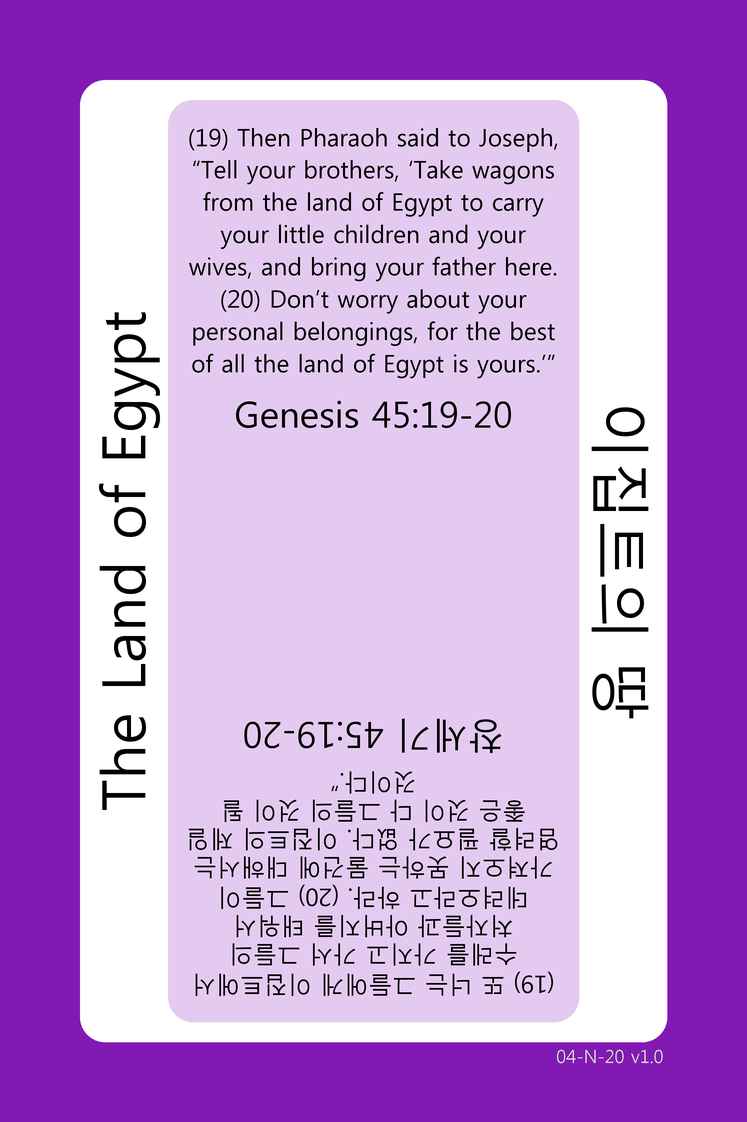 (19) Then Pharaoh said to Joseph,
“Tell your brothers, ‘Take wagons
from the land of Egypt to carry
your little children and your
wives, and bring your father here.
(20) Don’t worry about your
personal belongings, for the best
of all the land of Egypt is yours.’”
Genesis 45:19-20
The Land of Egypt
이집트의 땅
(19) 또 너는 그들에게 이집트에서
수레를 가지고 가서 그들의
처자들과 아버지를 태워서
데려오라고 하라. (20) 그들이
가져오지 못하는 물건에 대해서는
염려할 필요가 없다. 이집트의 제일
좋은 것이 다 그들의 것이 될
것이다.”
창세기 45:19-20
04-N-20 v1.0